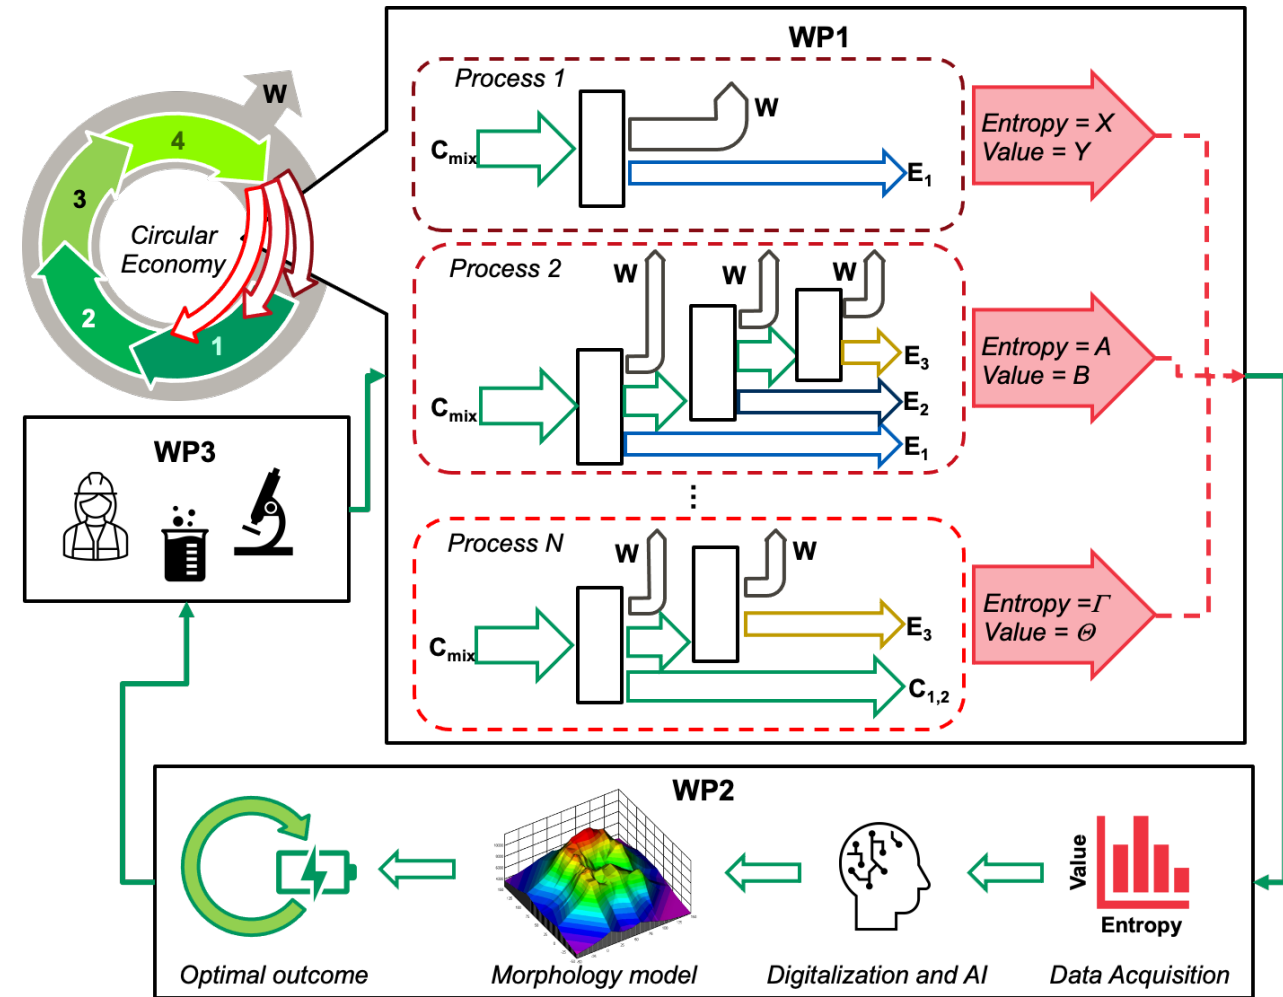 WP1
W
4
3
Circular
Economy
2
1
Process 1
W
Cmix
E1
Entropy = X
Value = Y
Process 2
W
W
W
Cmix
E3
E2
E1
Entropy = A
Value = B
⋮
Process N
W
W
Cmix
E3
C1,2
Entropy =Γ
Value = Θ
WP3
WP2
Value
Entropy
Optimal outcome
Morphology model
Digitalization and AI
Data Acquisition